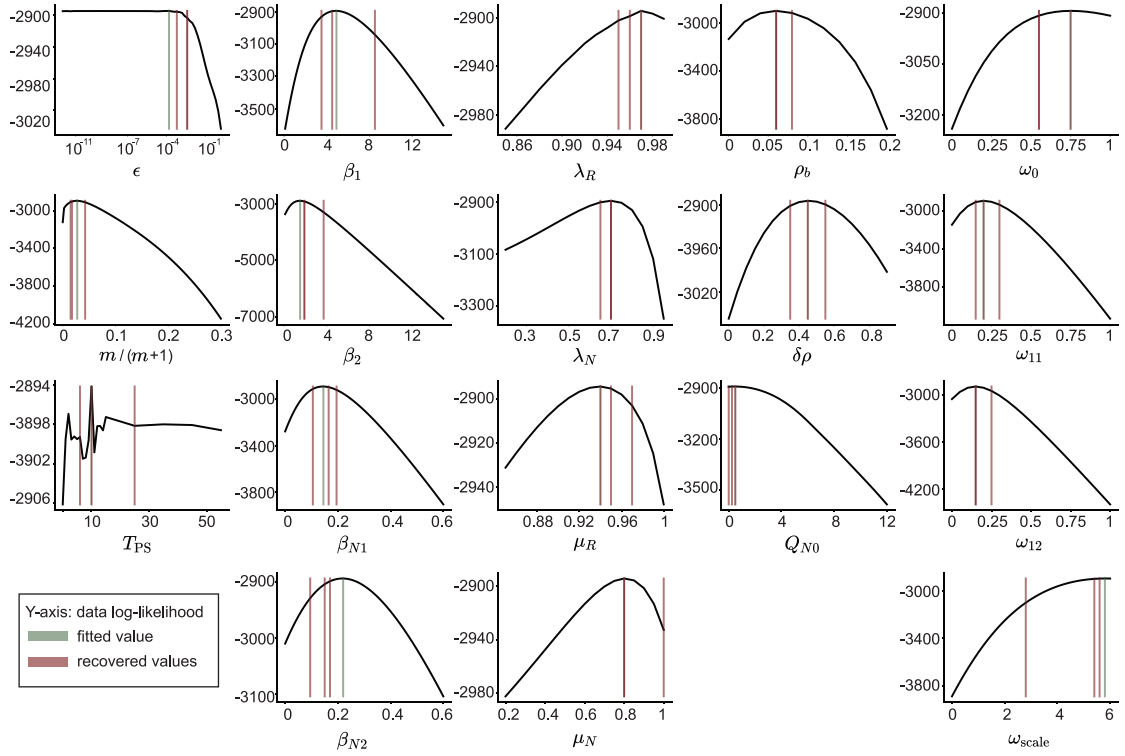 -2900
-2940
-2980
-3020
10⁻¹¹ 10⁻⁷ 10⁻⁴ 10⁻¹
ϵ
-2900
-3100
-3300
-3500
0 4 8 12
β₁
-2900
-2940
-2980
0.86 0.90 0.94 0.98
λ_R
-3000
-3400
-3800
0 0.05 0.1 0.15 0.2
ρ_b
-2900
-3050
-3200
0 0.25 0.5 0.75 1
ω₀
-3000
-3400
-3800
-4200
0 0.1 0.2 0.3
m / (m+1)
-3000
-5000
-7000
0 4 8 12
β₂
-2900
-3100
-3300
0.3 0.5 0.7 0.9
λ_N
-2900
-2960
-3020
0 0.2 0.4 0.6 0.8
δρ
-3000
-3400
-3800
0 0.25 0.5 0.75 1
ω₁₁
-2894
-3898
-3902
-2906
10 30 50
T_PS
-3000
-3400
-3800
0 0.2 0.4 0.6
β_N1
-2900
-2920
-2940
0.88 0.92 0.96 1
μ_R
-2900
-3200
-3500
0 4 8 12
Q_N0
-3000
-3600
-4200
0 0.25 0.5 0.75 1
ω₁₂
Y-axis: data log-likelihood
fitted value
recovered values
-2900
-3000
-3100
0 0.2 0.4 0.6
β_N2
-2900
-2940
-2980
0.2 0.4 0.6 0.8 1
μ_N
-3000
-3400
-3800
0 2 4 6
ω_scale